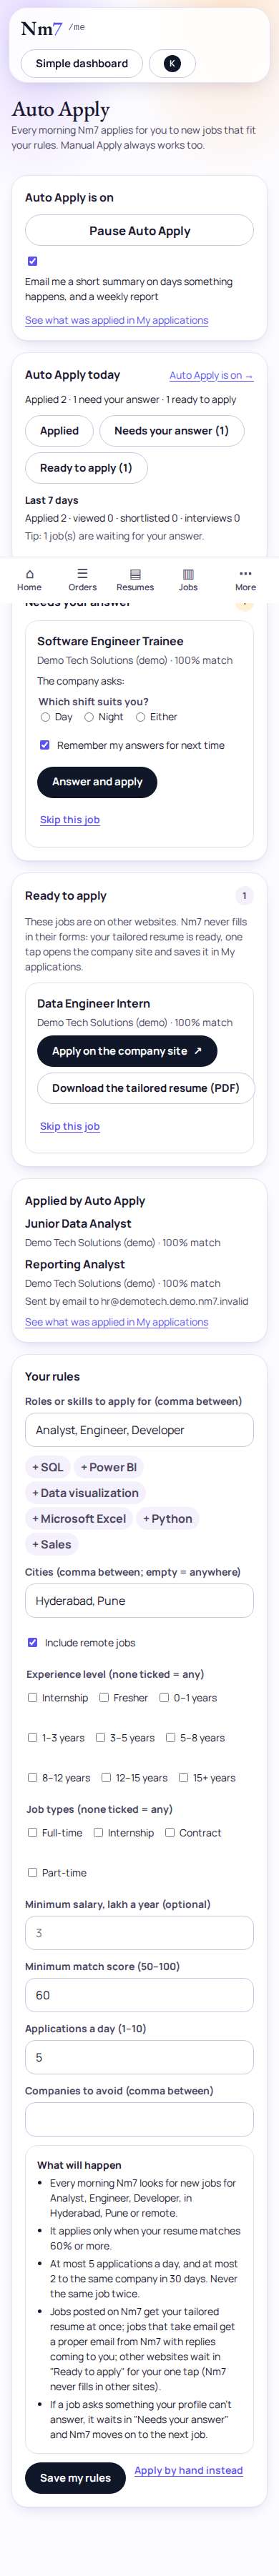 Nm7 /me
Simple dashboard
K
Auto Apply
Every morning Nm7 applies for you to new jobs that fit
your rules. Manual Apply always works too.
Auto Apply is on
Pause Auto Apply
Email me a short summary on days something
happens, and a weekly report
See what was applied in My applications
Auto Apply today
Auto Apply is on →
Applied 2 · 1 need your answer · 1 ready to apply
Applied
Needs your answer (1)
Ready to apply (1)
Last 7 days
Applied 2 · viewed 0 · shortlisted 0 · interviews 0
Tip: 1 job(s) are waiting for your answer.
Home
Orders
Resumes
Jobs
More
Needs your answer
Software Engineer Trainee
Demo Tech Solutions (demo) · 100% match
The company asks:
Which shift suits you?
Day
Night
Either
Remember my answers for next time
Answer and apply
Skip this job
Ready to apply
1
These jobs are on other websites. Nm7 never fills
in their forms: your tailored resume is ready, one
tap opens the company site and saves it in My
applications.
Data Engineer Intern
Demo Tech Solutions (demo) · 100% match
Apply on the company site ↗
Download the tailored resume (PDF)
Skip this job
Applied by Auto Apply
Junior Data Analyst
Demo Tech Solutions (demo) · 100% match
Reporting Analyst
Demo Tech Solutions (demo) · 100% match
Sent by email to hr@demotech.demo.nm7.invalid
See what was applied in My applications
Your rules
Roles or skills to apply for (comma between)
Analyst, Engineer, Developer
+ SQL
+ Power BI
+ Data visualization
+ Microsoft Excel
+ Python
+ Sales
Cities (comma between; empty = anywhere)
Hyderabad, Pune
Include remote jobs
Experience level (none ticked = any)
Internship
Fresher
0–1 years
1–3 years
3–5 years
5–8 years
8–12 years
12–15 years
15+ years
Job types (none ticked = any)
Full-time
Internship
Contract
Part-time
Minimum salary, lakh a year (optional)
3
Minimum match score (50–100)
60
Applications a day (1–10)
5
Companies to avoid (comma between)
What will happen
• Every morning Nm7 looks for new jobs for
Analyst, Engineer, Developer, in
Hyderabad, Pune or remote.
• It applies only when your resume matches
60% or more.
• At most 5 applications a day, and at most
2 to the same company in 30 days. Never
the same job twice.
• Jobs posted on Nm7 get your tailored
resume at once; jobs that take email get
a proper email from Nm7 with replies
coming to you; other websites wait in
"Ready to apply" for your one tap (Nm7
never fills in other sites).
• If a job asks something your profile can't
answer, it waits in "Needs your answer"
and Nm7 moves on to the next job.
Save my rules
Apply by hand instead